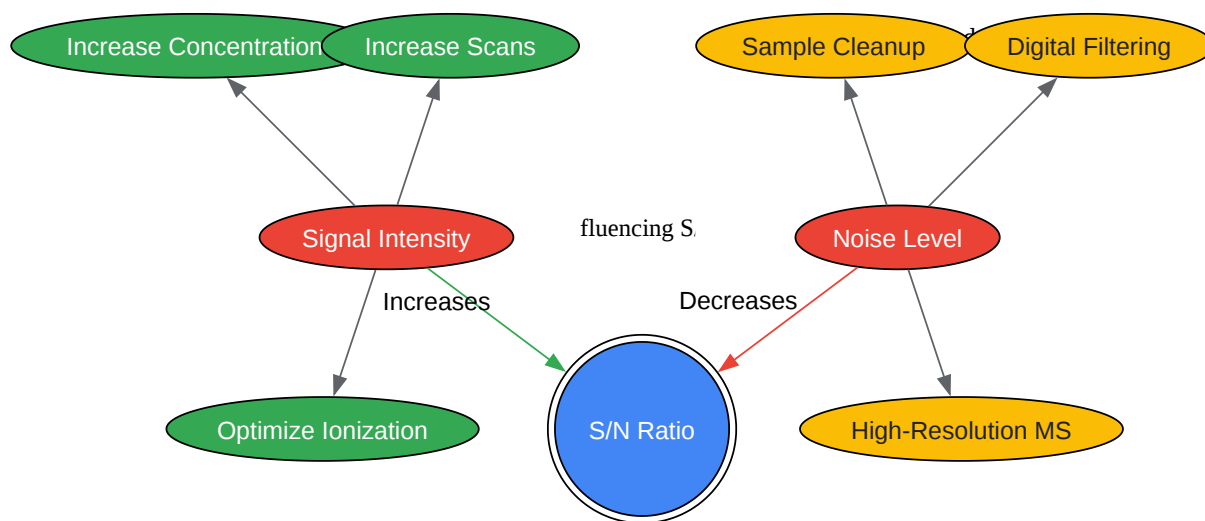 Increase Concentration
Increase Scans
Sample Cleanup
d
Digital Filtering
Signal Intensity
fluencing S
Noise Level
Increases
Decreases
Optimize Ionization
S/N Ratio
High-Resolution MS